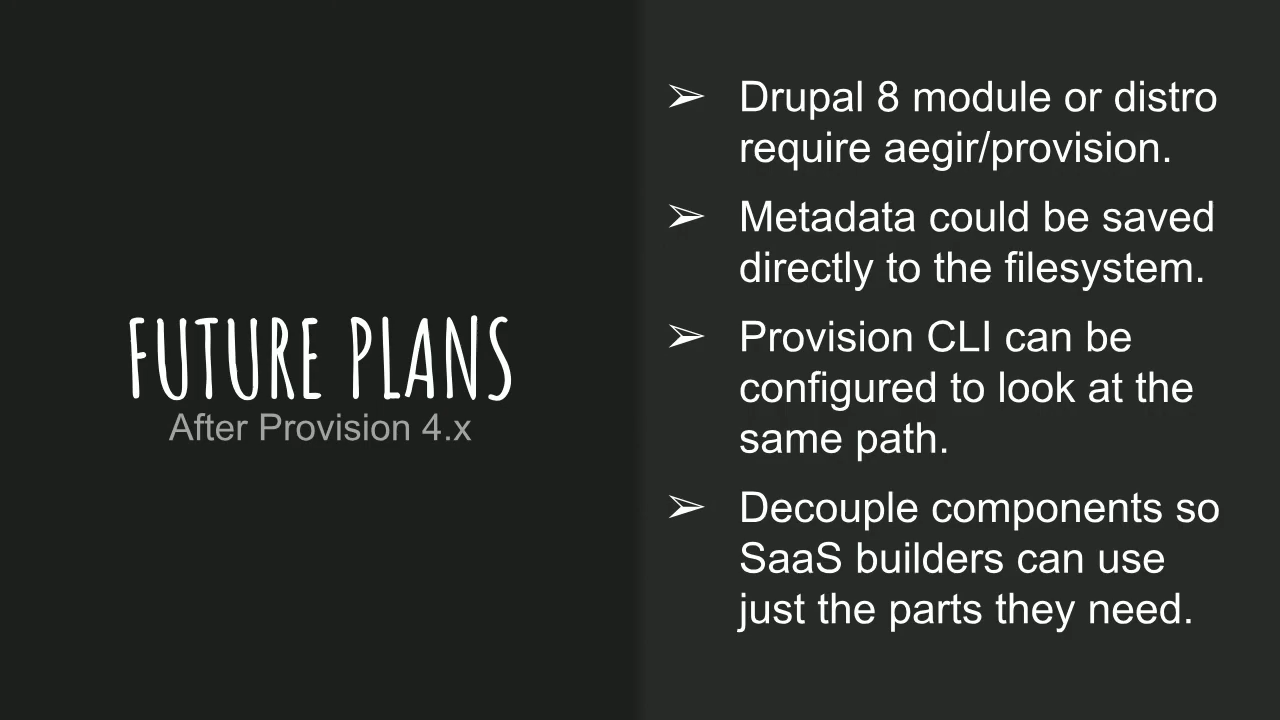 FUTURE PLANS
After Provision 4.x
➢ Drupal 8 module or distro
require aegir/provision.
➢ Metadata could be saved
directly to the filesystem.
➢ Provision CLI can be
configured to look at the
same path.
➢ Decouple components so
SaaS builders can use
just the parts they need.